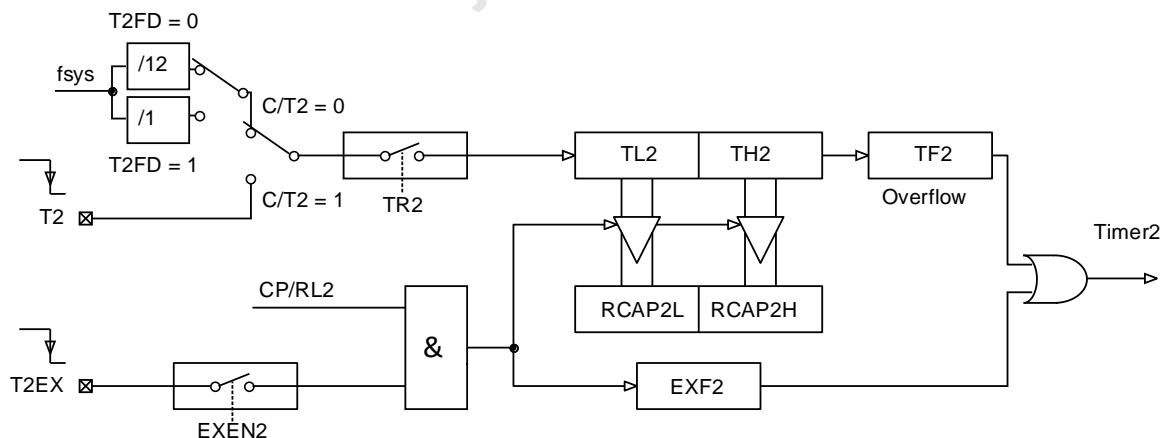 T2FD = 0
/12
fsys
C/T2 = 0
/1
T2FD = 1
TL2
TH2
TF2
T2
C/T2 = 1
TR2
Overflow
Timer2
CP/RL2
RCAP2L
RCAP2H
&
T2EX
EXF2
EXEN2